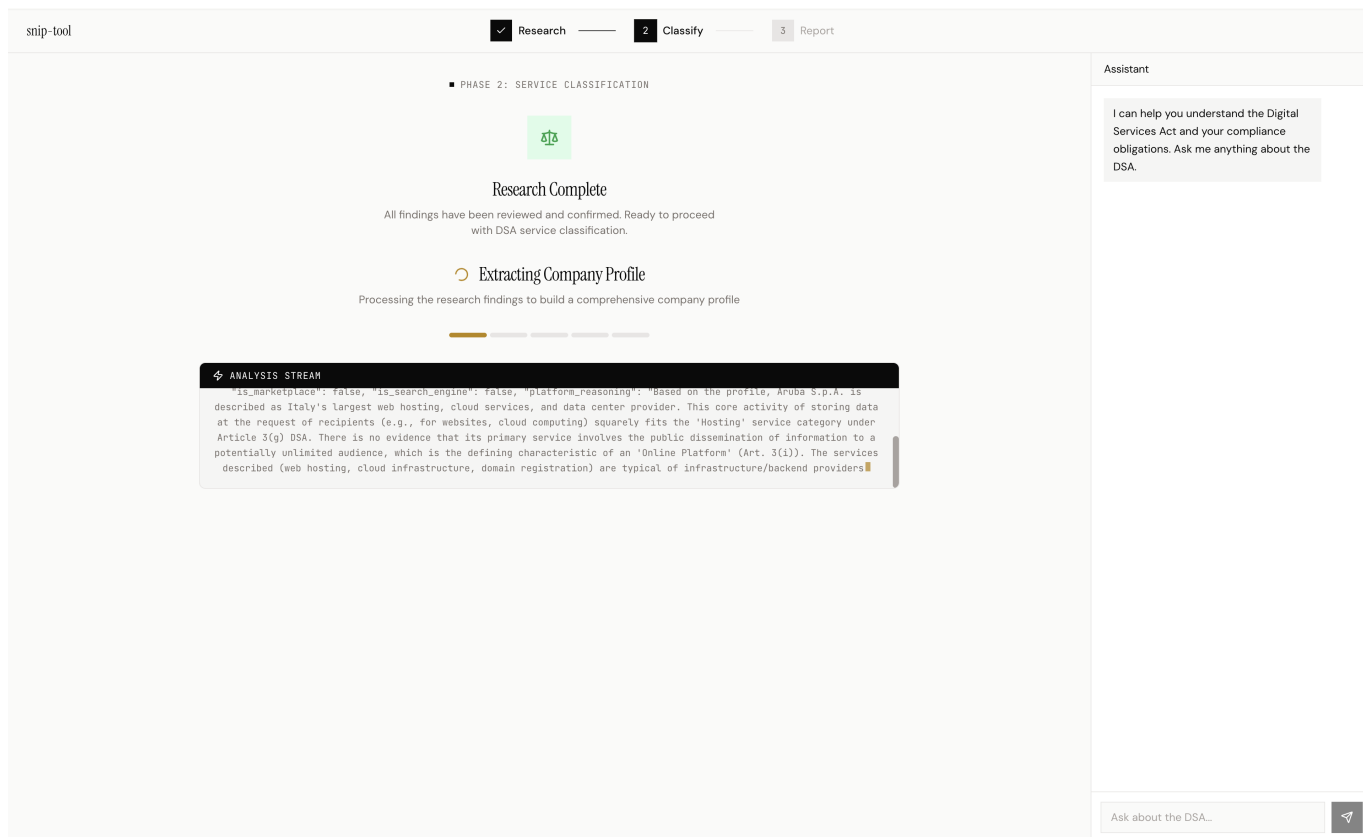 snip-tool
Research
2 Classify
3 Report
PHASE 2: SERVICE CLASSIFICATION
Research Complete
All findings have been reviewed and confirmed. Ready to proceed
with DSA service classification.
Extracting Company Profile
Processing the research findings to build a comprehensive company profile
ANALYSIS STREAM
"is_marketplace": false, "is_search_engine": false, "platform_reasoning": "Based on the profile, Aruba S.p.A. is
described as Italy's largest web hosting, cloud services, and data center provider. This core activity of storing data
at the request of recipients (e.g., for websites, cloud computing) squarely fits the 'Hosting' service category under
Article 3(g) DSA. There is no evidence that its primary service involves the public dissemination of information to a
potentially unlimited audience, which is the defining characteristic of an 'Online Platform' (Art. 3(i)). The services
described (web hosting, cloud infrastructure, domain registration) are typical of infrastructure/backend providers
Assistant
I can help you understand the Digital
Services Act and your compliance
obligations. Ask me anything about the
DSA.
Ask about the DSA...